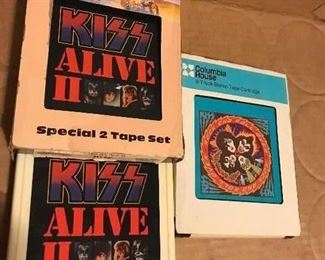 KISS
ALIVE
II
Special 2 Tape Set
KISS
ALIVE
II
Columbia
House
8-Track Stereo Tape Cartridge